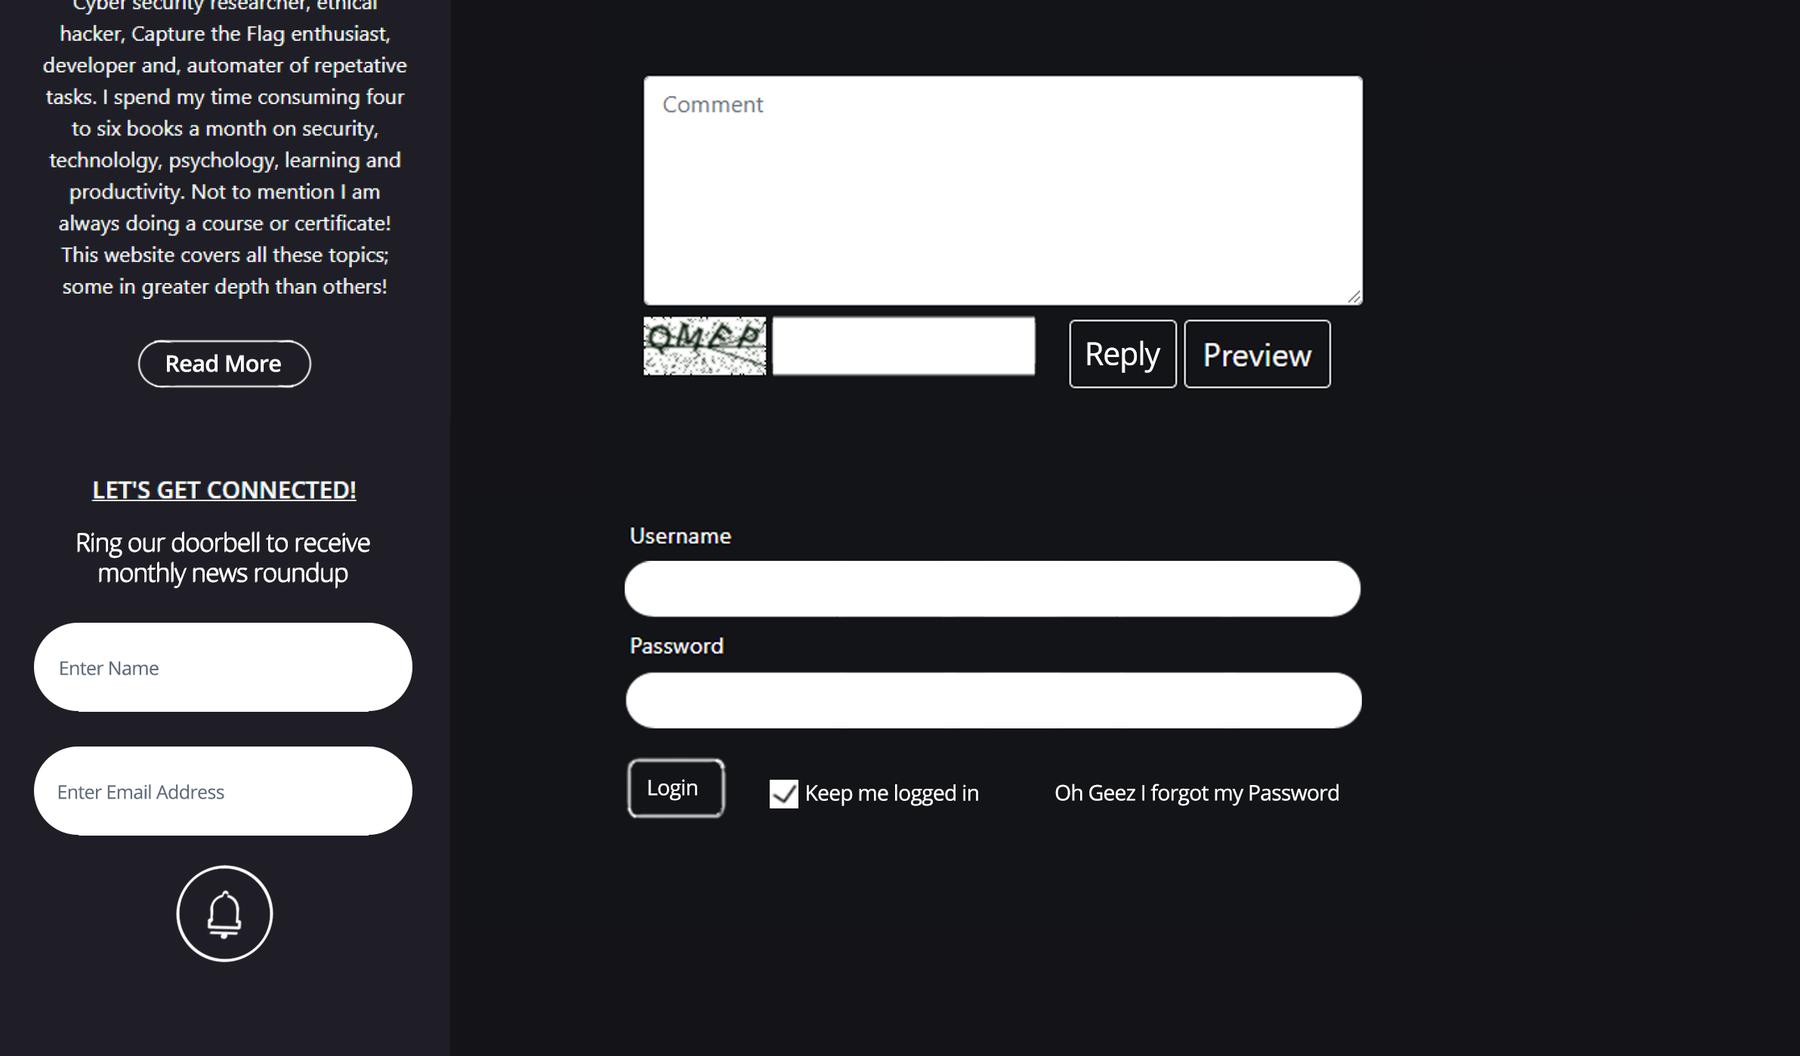 Cyber security researcher, ethical
hacker, Capture the Flag enthusiast,
developer and, automater of repetative
tasks. I spend my time consuming four
to six books a month on security,
technololgy, psychology, learning and
productivity. Not to mention I am
always doing a course or certificate!
This website covers all these topics;
some in greater depth than others!
Read More
LET'S GET CONNECTED!
Ring our doorbell to receive
monthly news roundup
Enter Name
Enter Email Address
Comment
QMEP
Reply
Preview
Username
Password
Login
Keep me logged in
Oh Geez I forgot my Password